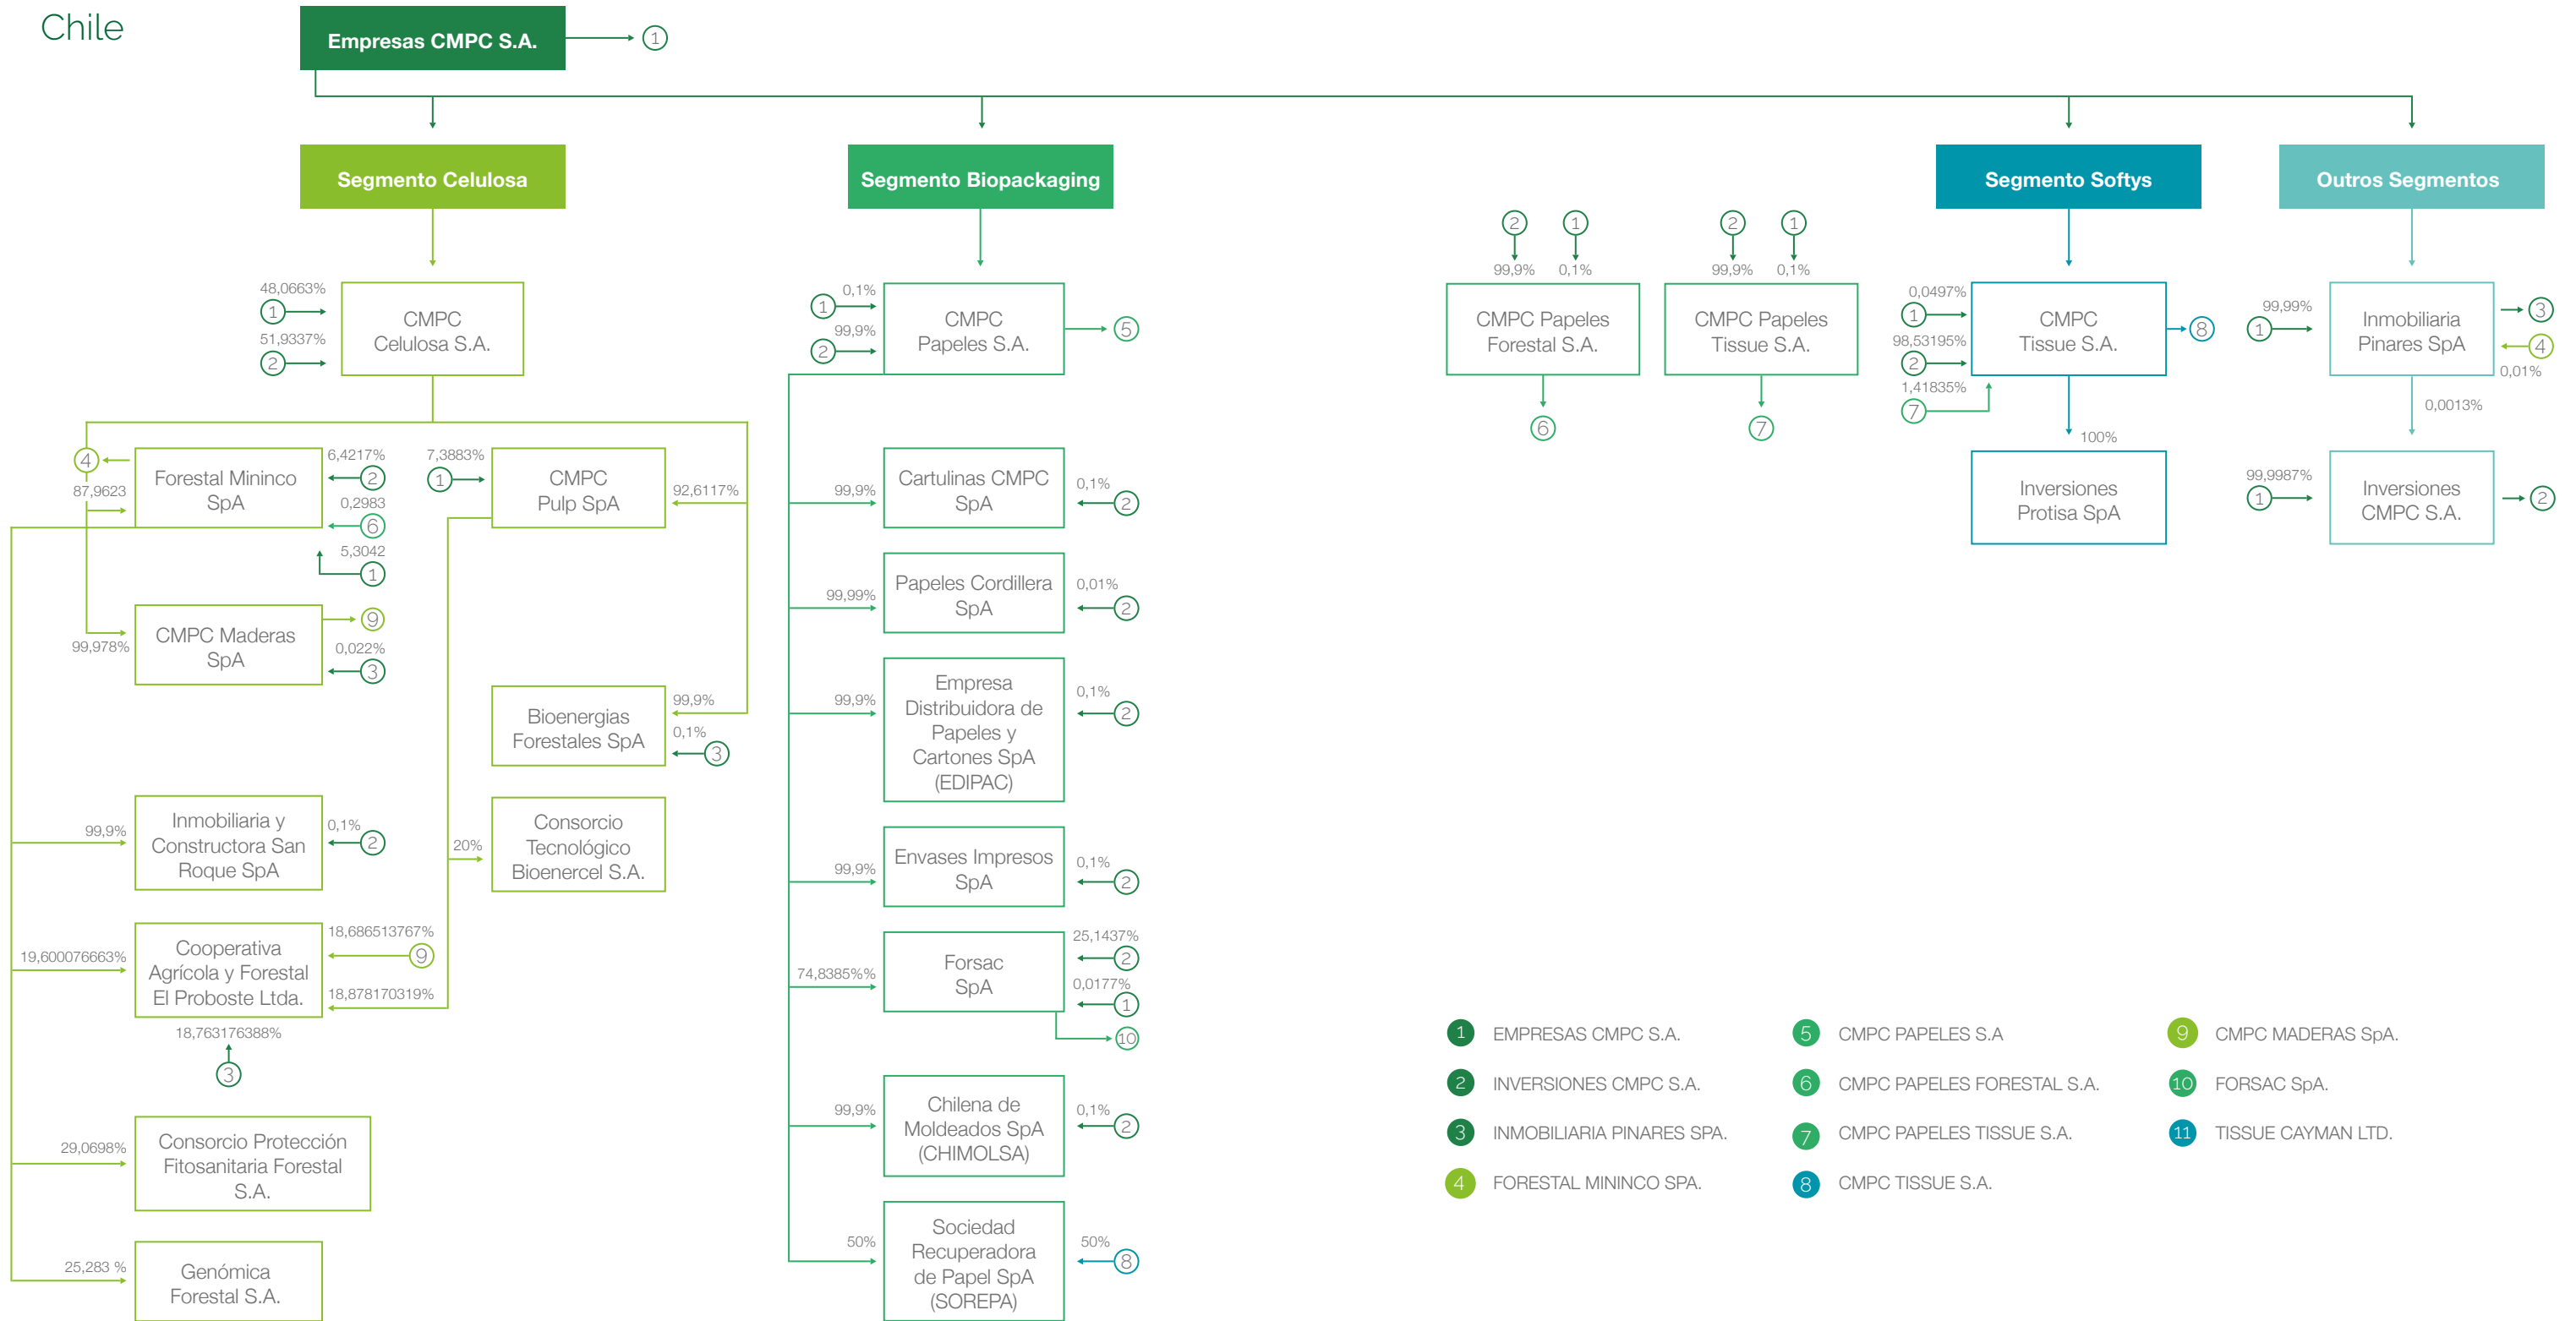 Chile
Empresas CMPC S.A.
1
Segmento Celulosa
Segmento Biopackaging
Segmento Softys
Outros Segmentos
48,0663%
1
51,9337%
2
CMPC
Celulosa S.A.
0,1%
1
99,9%
2
CMPC
Papeles S.A.
5
2
1
99,9%
0,1%
CMPC Papeles
Forestal S.A.
6
2
1
99,9%
0,1%
CMPC Papeles
Tissue S.A.
7
0,0497%
1
98,53195%
2
1,41835%
7
CMPC
Tissue S.A.
8
100%
Inversiones
Protisa SpA
99,99%
1
Inmobiliaria
Pinares SpA
3
4
0,01%
0,0013%
99,9987%
1
Inversiones
CMPC S.A.
2
4
87,9623
Forestal Mininco
SpA
6,4217%
2
0,2983
6
5,3042
1
7,3883%
1
CMPC
Pulp SpA
92,6117%
99,978%
CMPC Maderas
SpA
9
0,022%
3
Bioenergias
Forestales SpA
99,9%
0,1%
3
99,9%
Inmobiliaria y
Constructora San
Roque SpA
0,1%
2
20%
Consorcio
Tecnológico
Bioenercel S.A.
19,600076663%
Cooperativa
Agrícola y Forestal
El Proboste Ltda.
18,686513767%
9
18,878170319%
18,763176388%
3
29,0698%
Consorcio Protección
Fitosanitaria Forestal
S.A.
25,283 %
Genómica
Forestal S.A.
99,9%
Cartulinas CMPC
SpA
0,1%
2
99,99%
Papeles Cordillera
SpA
0,01%
2
99,9%
Empresa
Distribuidora de
Papeles y
Cartones SpA
(EDIPAC)
0,1%
2
99,9%
Envases Impresos
SpA
0,1%
2
74,8385%%
Forsac
SpA
25,1437%
2
0,0177%
1
10
99,9%
Chilena de
Moldeados SpA
(CHIMOLSA)
0,1%
2
50%
Sociedad
Recuperadora
de Papel SpA
(SOREPA)
50%
8
1 EMPRESAS CMPC S.A.
2 INVERSIONES CMPC S.A.
3 INMOBILIARIA PINARES SPA.
4 FORESTAL MININCO SPA.
5 CMPC PAPELES S.A
6 CMPC PAPELES FORESTAL S.A.
7 CMPC PAPELES TISSUE S.A.
8 CMPC TISSUE S.A.
9 CMPC MADERAS SpA.
10 FORSAC SpA.
11 TISSUE CAYMAN LTD.